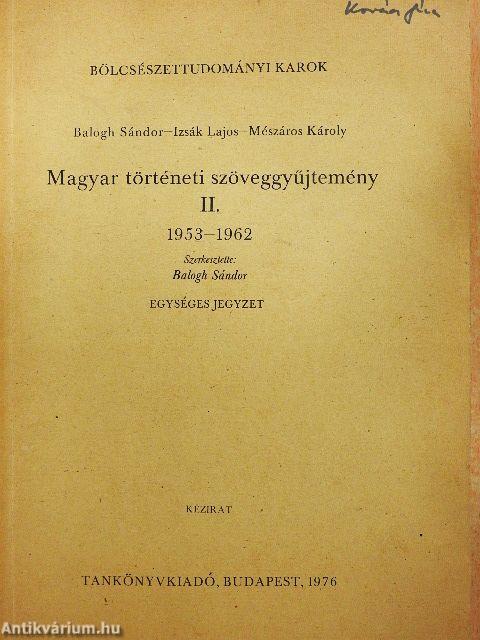 Kovács
BÖLCSÉSZETTUDOMÁNYI KAROK
Balogh Sándor–Izsák Lajos–Mészáros Károly
Magyar történeti szöveggyűjtemény
II.
1953–1962
Szerkesztette:
Balogh Sándor
EGYSÉGES JEGYZET
KÉZIRAT
TANKÖNYVKIADÓ, BUDAPEST, 1976
Antikvárium.hu